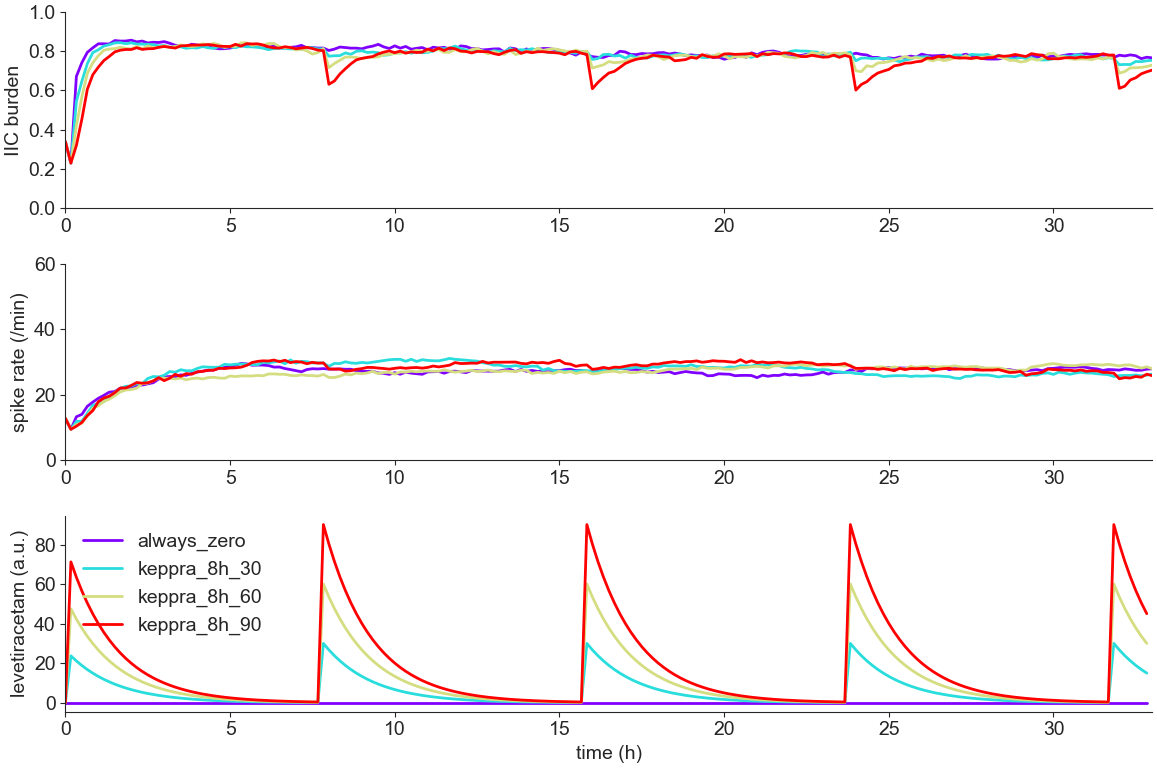 1.0
0.8
0.6
0.4
0.2
0.0
IIC burden
0 5 10 15 20 25 30
60
40
20
0
spike rate (/min)
0 5 10 15 20 25 30
80
60
40
20
0
levetiracetam (a.u.)
always_zero
keppra_8h_30
keppra_8h_60
keppra_8h_90
0 5 10 15 20 25 30
time (h)